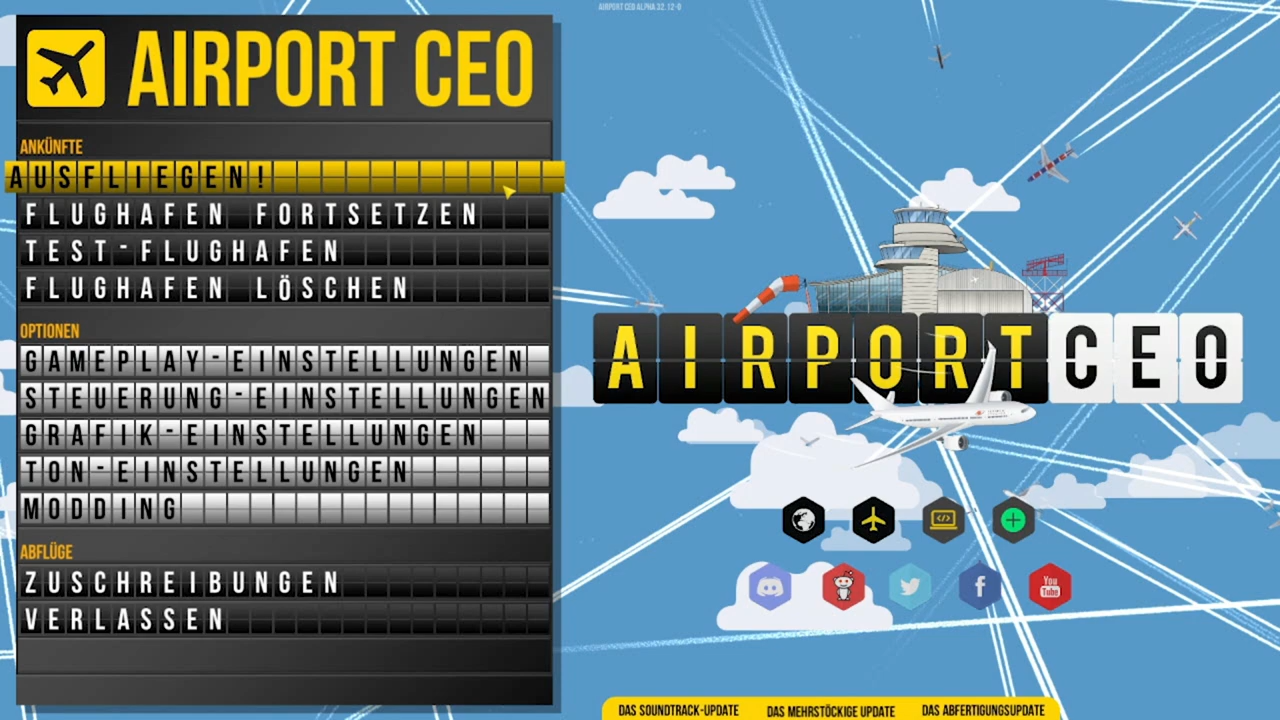 AIRPORT CEO ALPHA 32.12-0
AIRPORT CEO
ANKÜNFTE
AUSFLIEGEN!
FLUGHAFEN FORTSETZEN
TEST-FLUGHAFEN
FLUGHAFEN LÖSCHEN
OPTIONEN
GAMEPLAY-EINSTELLUNGEN
STEUERUNG-EINSTELLUNGEN
GRAFIK-EINSTELLUNGEN
TON-EINSTELLUNGEN
MODDING
ABFLÜGE
ZUSCHREIBUNGEN
VERLASSEN
AIRPORTCEO
You
Tube
DAS SOUNDTRACK-UPDATE
DAS MEHRSTÖCKIGE UPDATE
DAS ABFERTIGUNGSUPDATE